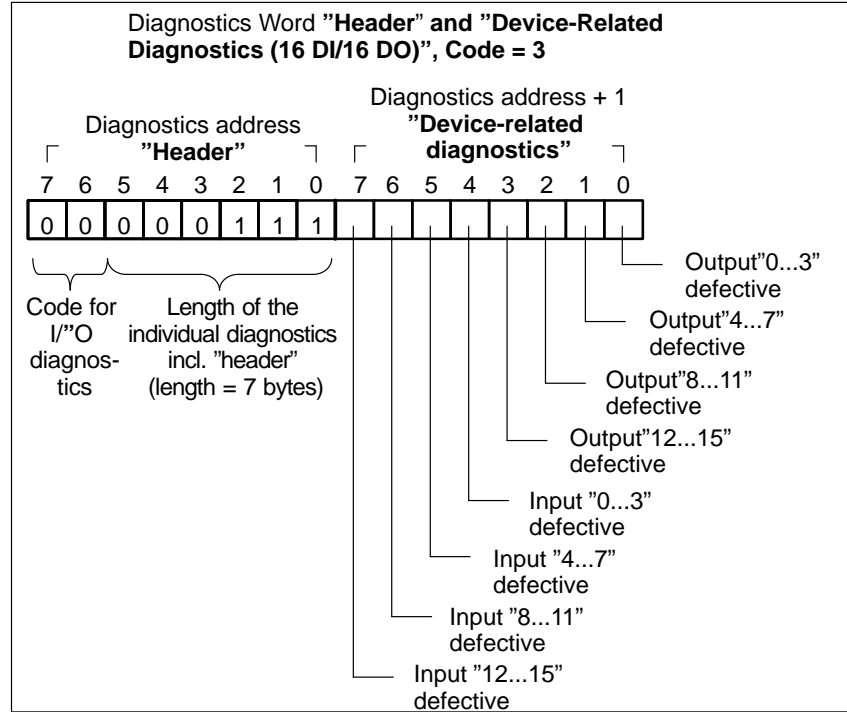 Diagnostics Word ”Header” and ”Device-Related
Diagnostics (16 DI/16 DO)”, Code = 3
Diagnostics address
”Header”
Diagnostics address + 1
”Device-related
diagnostics”
7 6 5 4 3 2 1 0 7 6 5 4 3 2 1 0
0 0 0 0 0 1 1 1
Code for
I/”O
diagnos-
tics
Length of the
individual diagnostics
incl. ”header”
(length = 7 bytes)
Output”0...3”
defective
Output”4...7”
defective
Output”8...11”
defective
Output”12...15”
defective
Input ”0...3”
defective
Input ”4...7”
defective
Input ”8...11”
defective
Input ”12...15”
defective